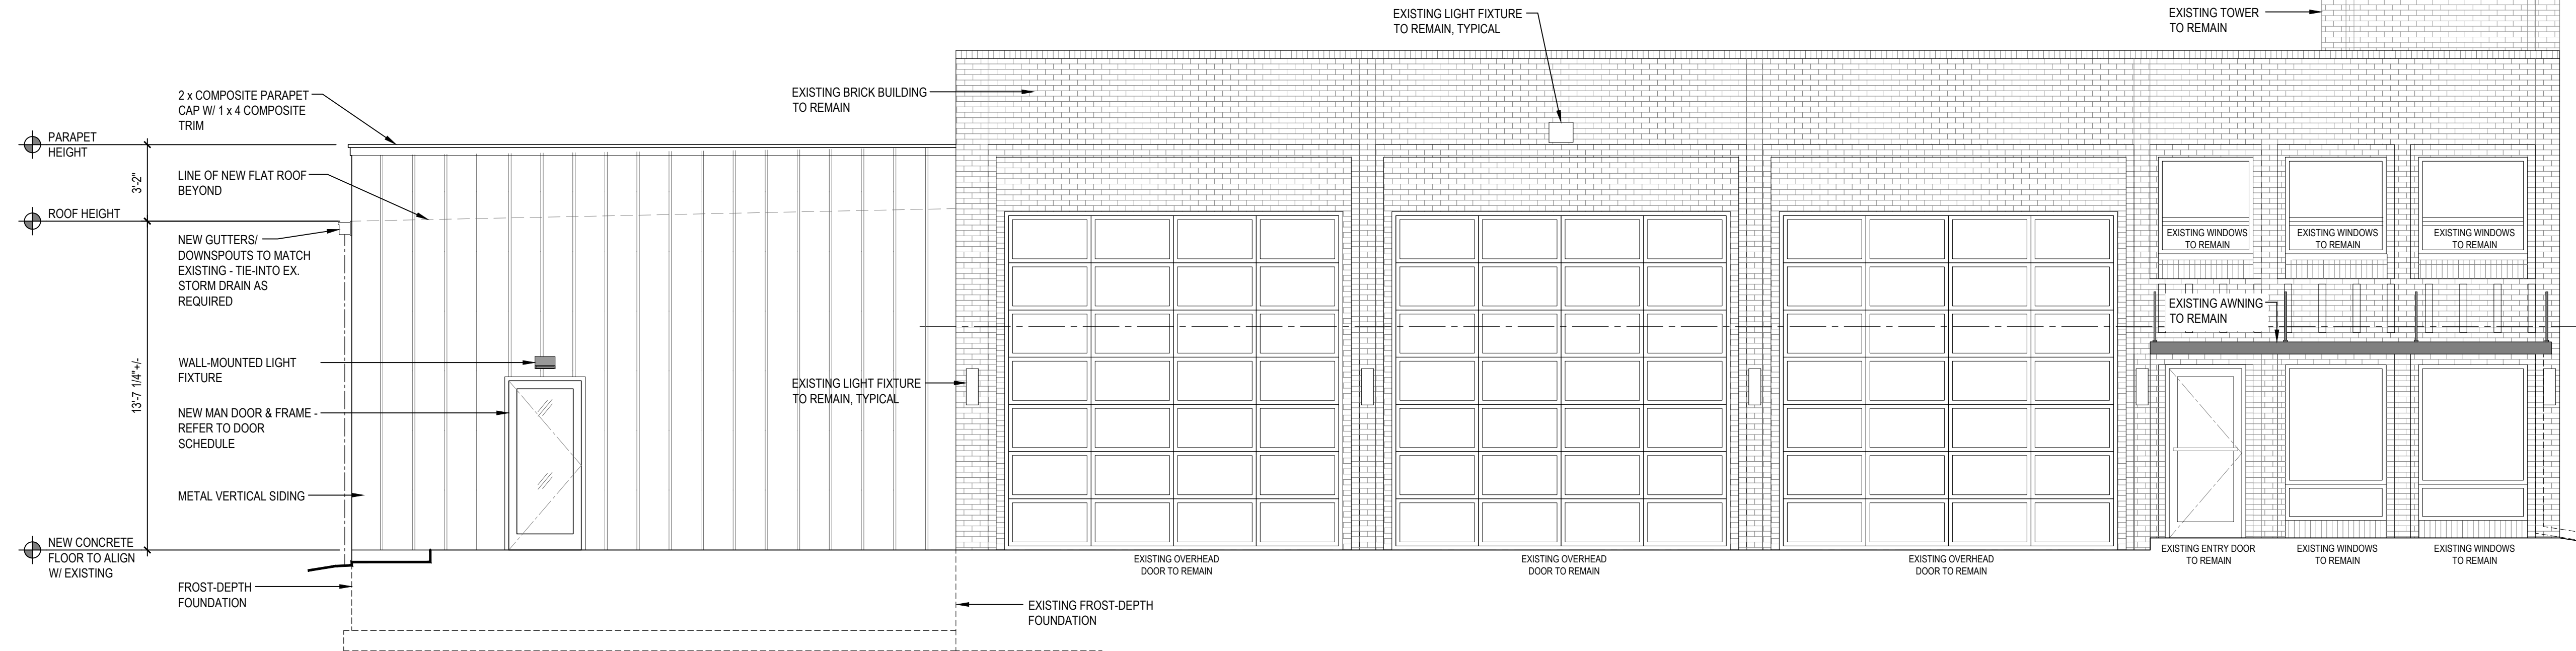 EXISTING LIGHT FIXTURE
TO REMAIN, TYPICAL
EXISTING TOWER
TO REMAIN
2 x COMPOSITE PARAPET
CAP W/ 1 x 4 COMPOSITE
TRIM
EXISTING BRICK BUILDING
TO REMAIN
PARAPET
HEIGHT
3'-2"
LINE OF NEW FLAT ROOF
BEYOND
ROOF HEIGHT
NEW GUTTERS/
DOWNSPOUTS TO MATCH
EXISTING - TIE-INTO EX.
STORM DRAIN AS
REQUIRED
EXISTING WINDOWS
TO REMAIN
EXISTING WINDOWS
TO REMAIN
EXISTING WINDOWS
TO REMAIN
EXISTING AWNING
TO REMAIN
13'-7 1/4"+/-
WALL-MOUNTED LIGHT
FIXTURE
EXISTING LIGHT FIXTURE
TO REMAIN, TYPICAL
NEW MAN DOOR & FRAME -
REFER TO DOOR
SCHEDULE
METAL VERTICAL SIDING
NEW CONCRETE
FLOOR TO ALIGN
W/ EXISTING
EXISTING OVERHEAD
DOOR TO REMAIN
EXISTING OVERHEAD
DOOR TO REMAIN
EXISTING OVERHEAD
DOOR TO REMAIN
EXISTING ENTRY DOOR
TO REMAIN
EXISTING WINDOWS
TO REMAIN
EXISTING WINDOWS
TO REMAIN
FROST-DEPTH
FOUNDATION
EXISTING FROST-DEPTH
FOUNDATION